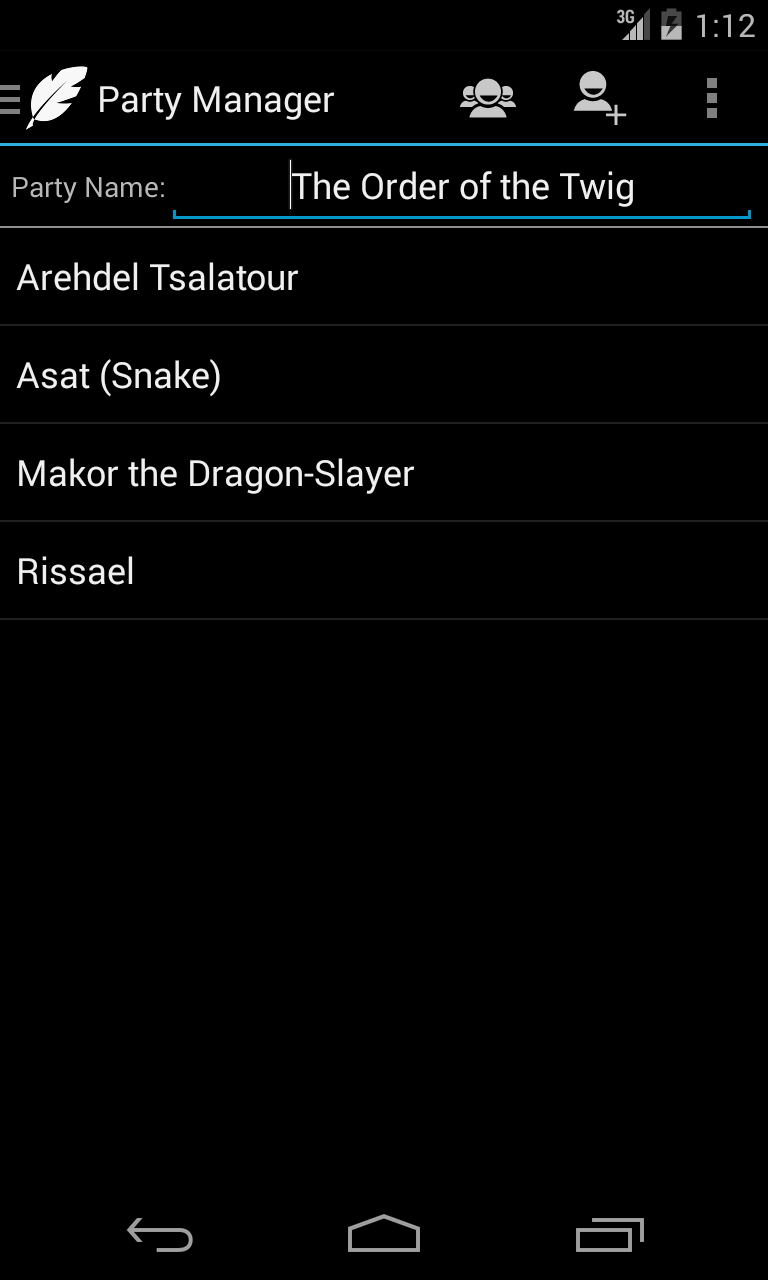 3G 1:12
Party Manager
Party Name: The Order of the Twig
Arehdel Tsalatour
Asat (Snake)
Makor the Dragon-Slayer
Rissael